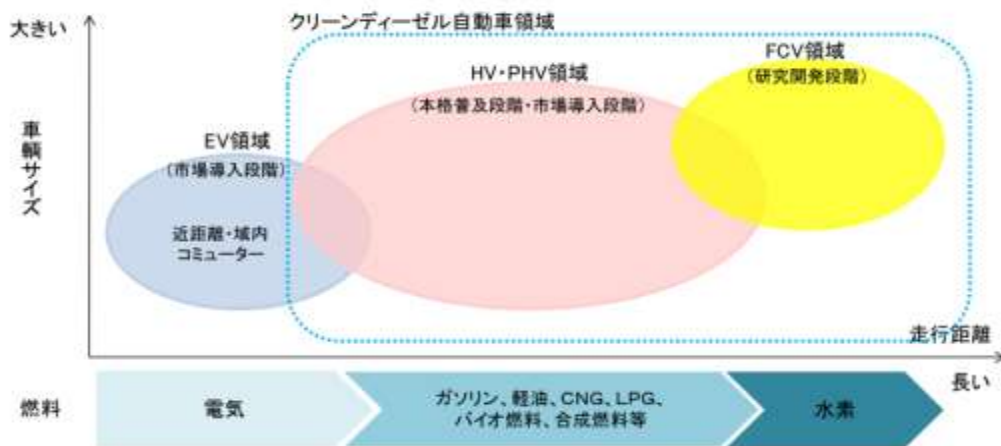 クリーンディーゼル自動車領域
大きい
FCV領域
(研究開発段階)
HV・PHV領域
(本格普及段階・市場導入段階)
車輌サイズ
EV領域
(市場導入段階)
近距離・域内
コミューター
走行距離
長い
燃料
電気
ガソリン、軽油、CNG、LPG、
バイオ燃料、合成燃料等
水素